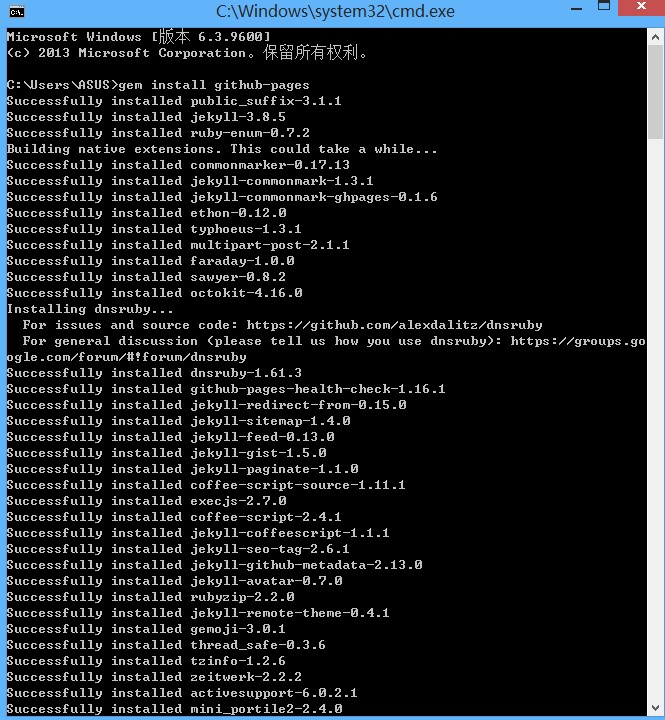 C:\Windows\system32\cmd.exe
Microsoft Windows [版本 6.3.9600]
(c) 2013 Microsoft Corporation。保留所有权利。
C:\Users\ASUS>gem install github-pages
Successfully installed public_suffix-3.1.1
Successfully installed jekyll-3.8.5
Successfully installed ruby-enum-0.7.2
Building native extensions. This could take a while...
Successfully installed commonmarker-0.17.13
Successfully installed jekyll-commonmark-1.3.1
Successfully installed jekyll-commonmark-ghpages-0.1.6
Successfully installed ethon-0.12.0
Successfully installed typhoeus-1.3.1
Successfully installed multipart-post-2.1.1
Successfully installed faraday-1.0.0
Successfully installed sawyer-0.8.2
Successfully installed octokit-4.16.0
Installing dnsruby...
  For issues and source code: https://github.com/alexdalitz/dnsruby
  For general discussion (please tell us how you use dnsruby): https://groups.go
ogle.com/forum/#!forum/dnsruby
Successfully installed dnsruby-1.61.3
Successfully installed github-pages-health-check-1.16.1
Successfully installed jekyll-redirect-from-0.15.0
Successfully installed jekyll-sitemap-1.4.0
Successfully installed jekyll-feed-0.13.0
Successfully installed jekyll-gist-1.5.0
Successfully installed jekyll-paginate-1.1.0
Successfully installed coffee-script-source-1.11.1
Successfully installed execjs-2.7.0
Successfully installed coffee-script-2.4.1
Successfully installed jekyll-coffeescript-1.1.1
Successfully installed jekyll-seo-tag-2.6.1
Successfully installed jekyll-github-metadata-2.13.0
Successfully installed jekyll-avatar-0.7.0
Successfully installed rubyzip-2.2.0
Successfully installed jekyll-remote-theme-0.4.1
Successfully installed gemoji-3.0.1
Successfully installed thread_safe-0.3.6
Successfully installed tzinfo-1.2.6
Successfully installed zeitwerk-2.2.2
Successfully installed activesupport-6.0.2.1
Successfully installed mini_portile2-2.4.0